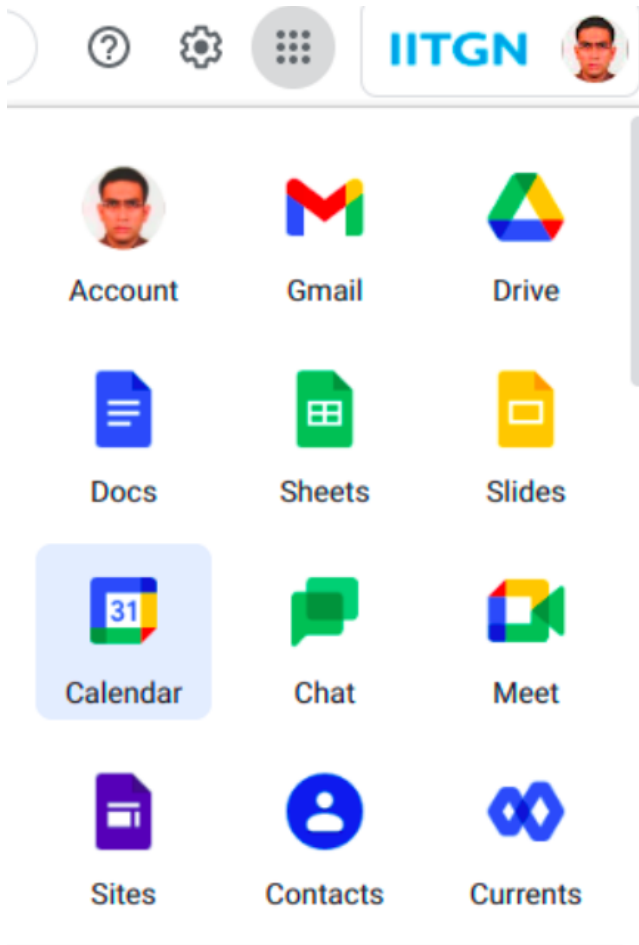 IITGN
Account Gmail Drive
Docs Sheets Slides
31
Calendar Chat Meet
Sites Contacts Currents